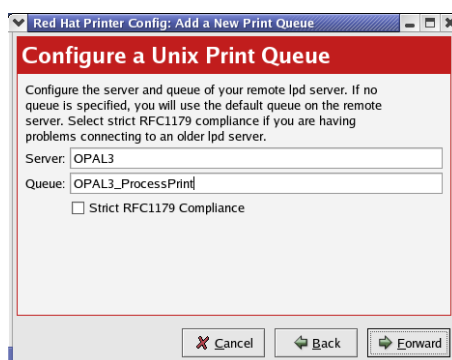 Red Hat Printer Config: Add a New Print Queue
Configure a Unix Print Queue
Configure the server and queue of your remote lpd server. If no
queue is specified, you will use the default queue on the remote
server. Select strict RFC1179 compliance if you are having
problems connecting to an older lpd server.
Server: OPAL3
Queue: OPAL3_ProcessPrint
Strict RFC1179 Compliance
Cancel Back Forward